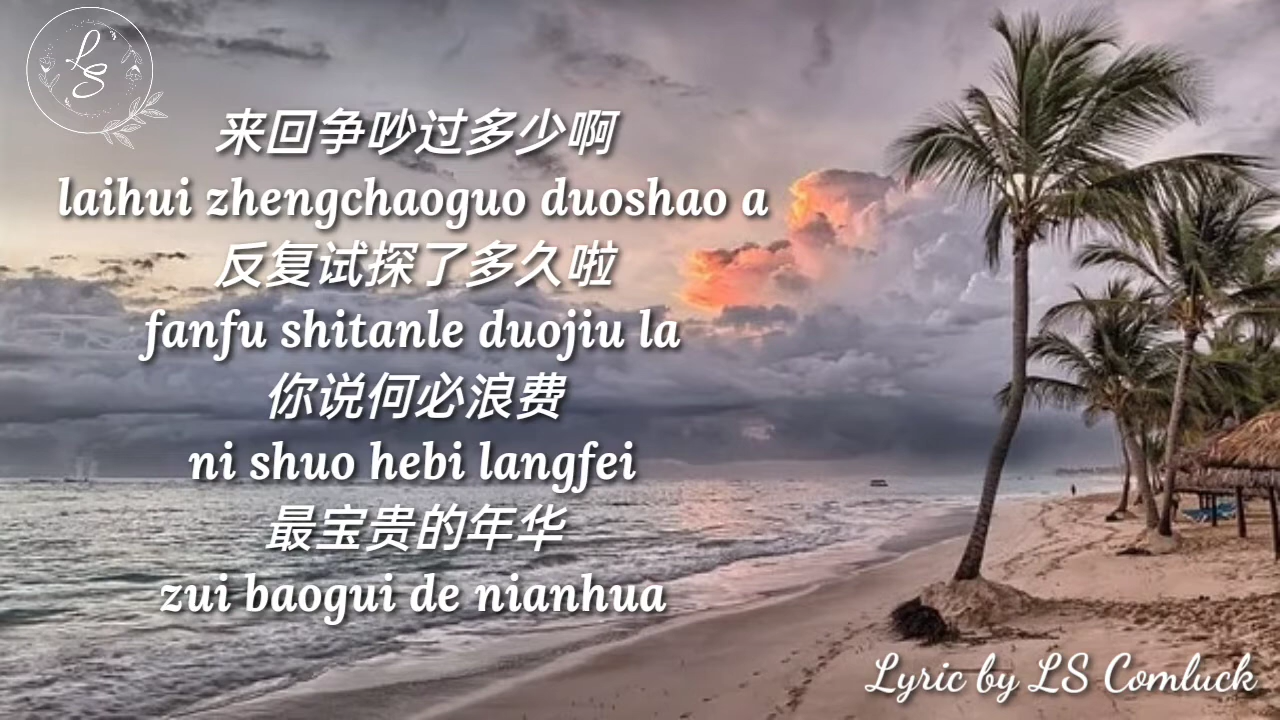 LS
来回争吵过多少啊
laihui zhengchaoguo duoshao a
反复试探了多久啦
fanfu shitanle duojiu la
你说何必浪费
ni shuo hebi langfei
最宝贵的年华
zui baogui de nianhua
Lyric by LS Comluck